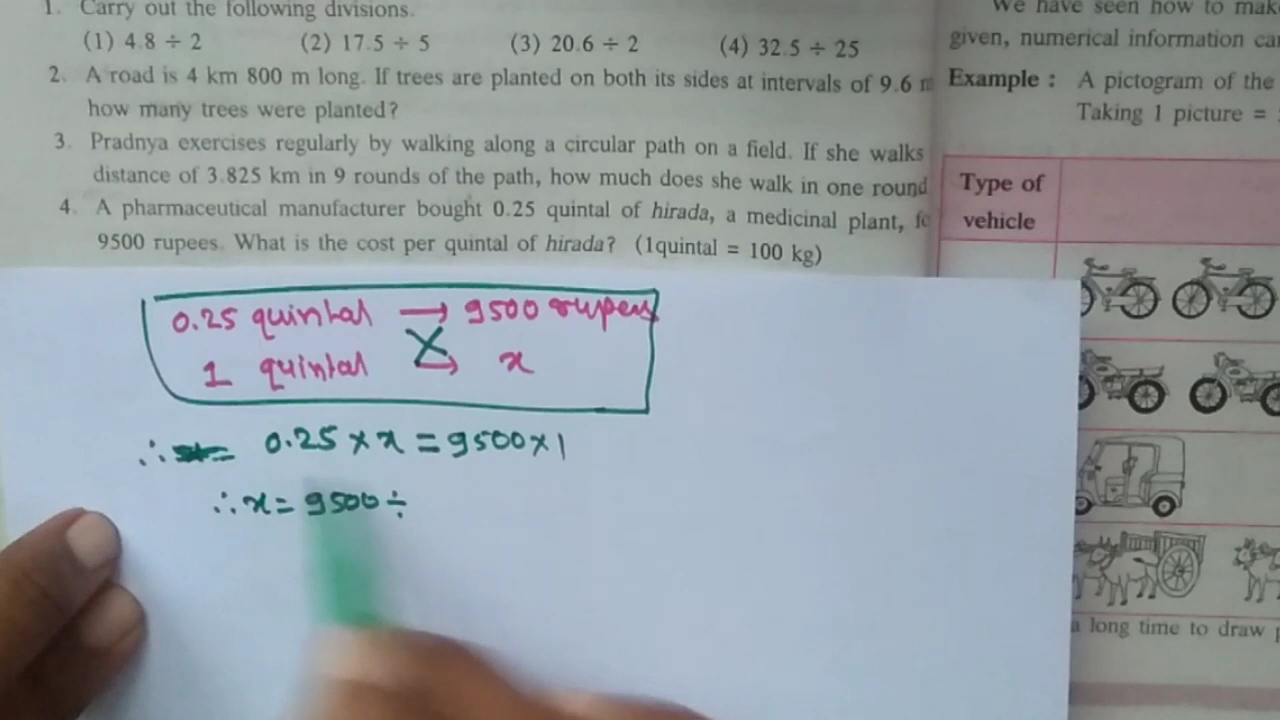 1. Carry out the following divisions.
(1) 4.8 ÷ 2 (2) 17.5 ÷ 5 (3) 20.6 ÷ 2 (4) 32.5 ÷ 25
2. A road is 4 km 800 m long. If trees are planted on both its sides at intervals of 9.6
how many trees were planted?
3. Pradnya exercises regularly by walking along a circular path on a field. If she walks
distance of 3.825 km in 9 rounds of the path, how much does she walk in one round
4. A pharmaceutical manufacturer bought 0.25 quintal of hirada, a medicinal plant,
9500 rupees. What is the cost per quintal of hirada? (1quintal = 100 kg)
0.25 quintal → 9500 rupees
1 quintal → x
∴ 0.25 × x = 9500 × 1
∴ x = 9500 ÷
We have seen how to
given, numerical information
Example : A pictogram of the
Taking 1 picture =
Type of
vehicle
a long time to draw